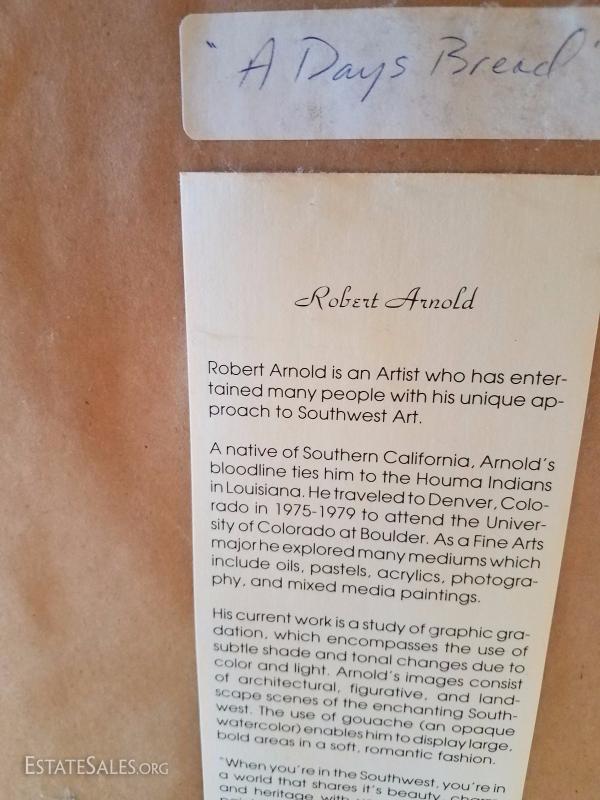 "A Days Bread"
Robert Arnold
Robert Arnold is an Artist who has enter-
tained many people with his unique ap-
proach to Southwest Art.
A native of Southern California, Arnold's
bloodline ties him to the Houma Indians
in Louisiana. He traveled to Denver, Colo-
rado in 1975-1979 to attend the Univer-
sity of Colorado at Boulder. As a Fine Arts
major he explored many mediums which
include oils, pastels, acrylics, photogra-
phy, and mixed media paintings.
His current work is a study of graphic gra-
dation, which encompasses the use of
subtle shade and tonal changes due to
color and light. Arnold's images consist
of architectural, figurative, and land-
scape scenes of the enchanting South-
west. The use of gouache (an opaque
watercolor) enables him to display large,
bold areas in a soft, romantic fashion.
"When you're in the Southwest, you're in
a world that shares it's beauty, charm
and heritage with
ESTATESALES.ORG